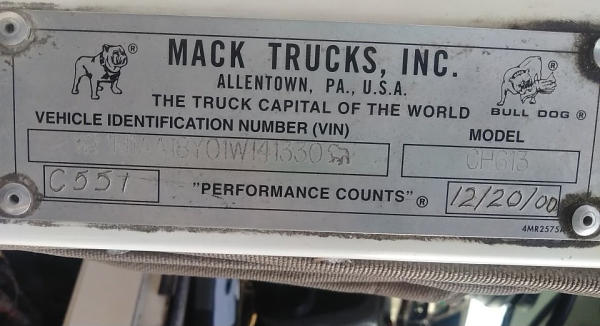 MACK TRUCKS, INC.
ALLENTOWN, PA., U.S.A.
THE TRUCK CAPITAL OF THE WORLD
BULL DOG ®
VEHICLE IDENTIFICATION NUMBER (VIN)
MODEL
CH613
C551
"PERFORMANCE COUNTS"®
12/20/00